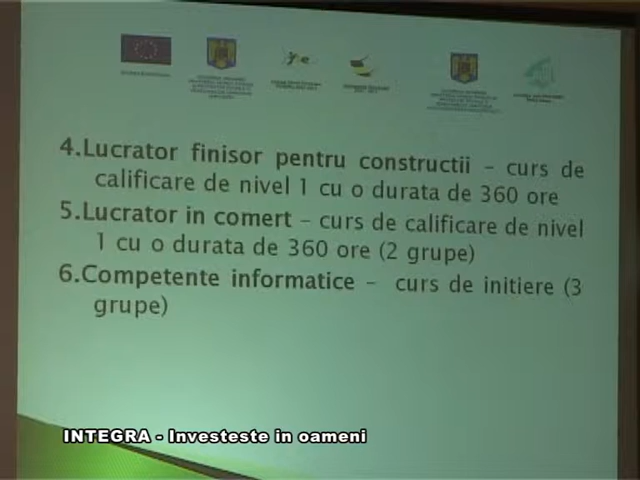 4.Lucrator finisor pentru constructii – curs de
calificare de nivel 1 cu o durata de 360 ore
5.Lucrator in comert – curs de calificare de nivel
1 cu o durata de 360 ore (2 grupe)
6.Competente informatice – curs de initiere (3
grupe)
INTEGRA - Investeste in oameni